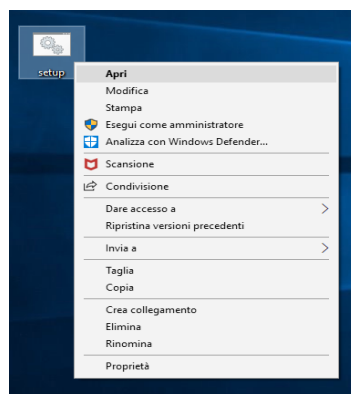 setup
Apri
Modifica
Stampa
Esegui come amministratore
Analizza con Windows Defender...
Scansione
Condivisione
Dare accesso a
Ripristina versioni precedenti
Invia a
Taglia
Copia
Crea collegamento
Elimina
Rinomina
Proprietà